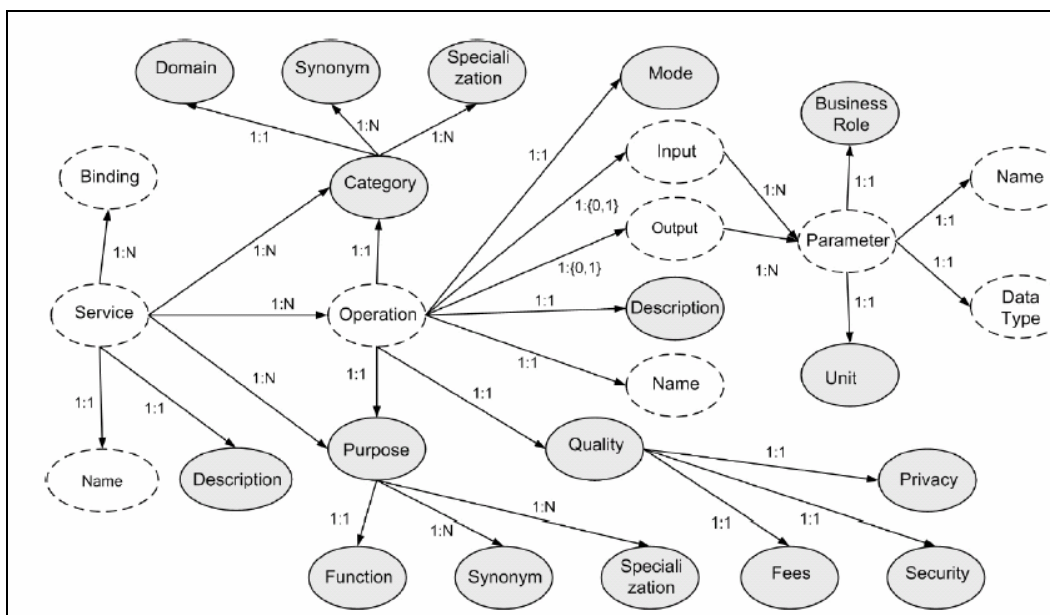 Domain
Synonym
Speciali
zation
Mode
Business
Role
1:1
1:N
1:N
1:1
Binding
Category
Input
1:N
1:1
Name
1:N
1:N
1:1
1:{0,1}
Output
Parameter
1:1
1:{0,1}
1:N
1:1
Service
1:N
Operation
1:1
Description
1:1
Data
Type
1:1
1:1
1:N
1:1
1:1
Name
Unit
Name
Description
Purpose
Quality
1:1
Privacy
1:1
1:N
1:N
1:1
1:1
Function
Synonym
Speciali
zation
Fees
Security